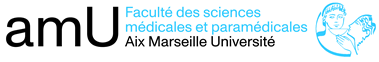 amU
Faculté des sciences
médicales et paramédicales
Aix Marseille Université